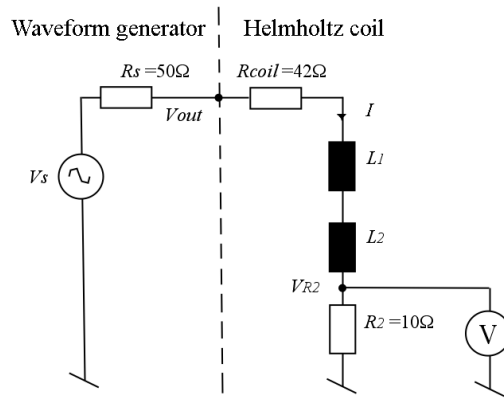 Waveform generator
Helmholtz coil
Rs =50Ω
Rcoil=42Ω
Vout
I
L1
Vs
L2
VR2
R2 =10Ω
V